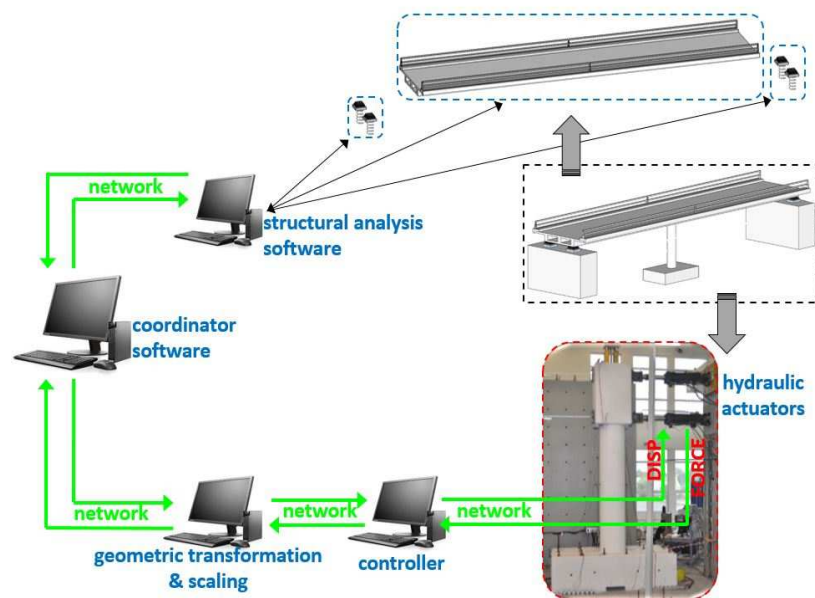 network
structural analysis
software
coordinator
software
hydraulic
actuators
DISP
FORCE
network
network
network
geometric transformation
& scaling
controller